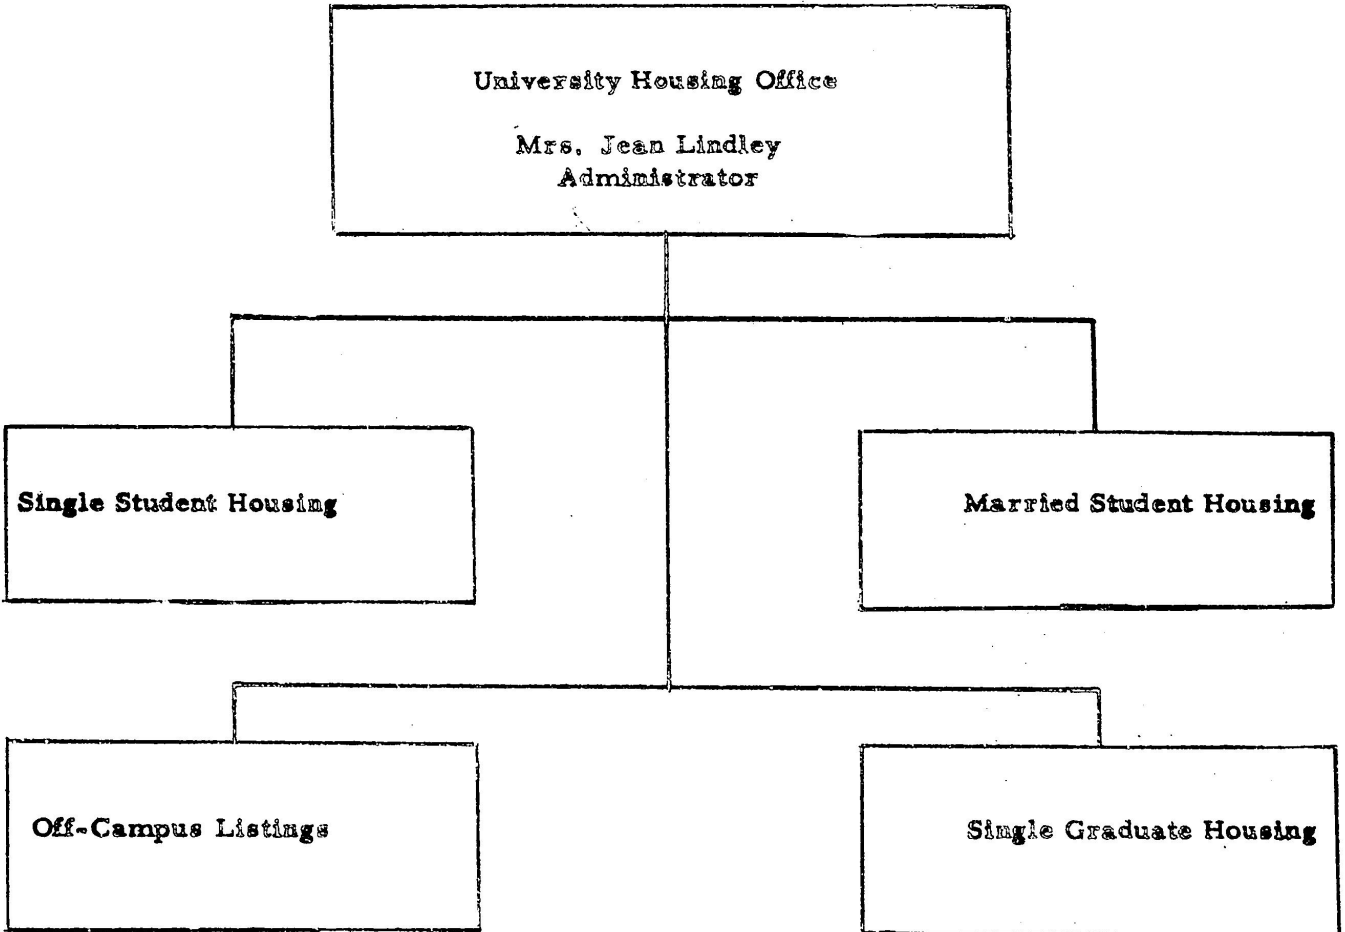 University Housing Office
Mrs. Jean Lindley
Administrator
Single Student Housing
Married Student Housing
Off-Campus Listings
Single Graduate Housing